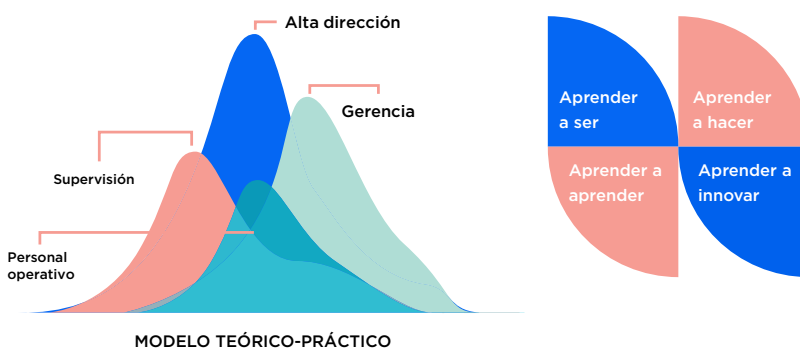 Alta dirección
Gerencia
Supervisión
Personal
operativo
MODELO TEÓRICO-PRÁCTICO
Aprender
a ser
Aprender
a hacer
Aprender a
aprender
Aprender a
innovar